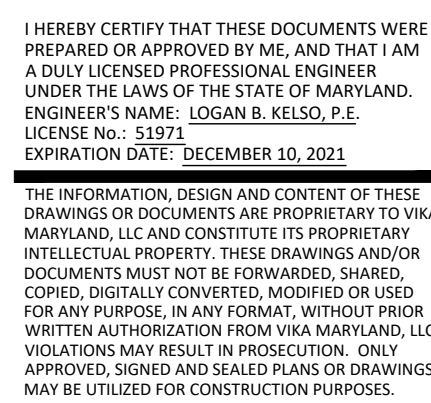 I HEREBY CERTIFY THAT THESE DOCUMENTS WERE
PREPARED OR APPROVED BY ME, AND THAT I AM
A DULY LICENSED PROFESSIONAL ENGINEER
UNDER THE LAWS OF THE STATE OF MARYLAND.
ENGINEER'S NAME: LOGAN B. KELSO, P.E.
LICENSE No.: 51971
EXPIRATION DATE: DECEMBER 10, 2021
THE INFORMATION, DESIGN AND CONTENT OF THESE
DRAWINGS OR DOCUMENTS ARE PROPRIETARY TO VIKA
MARYLAND, LLC AND CONSTITUTE ITS PROPRIETARY
INTELLECTUAL PROPERTY. THESE DRAWINGS AND/OR
DOCUMENTS MUST NOT BE FORWARDED, SHARED,
COPIED, DIGITALLY CONVERTED, MODIFIED OR USED
FOR ANY PURPOSE, IN ANY FORMAT, WITHOUT PRIOR
WRITTEN AUTHORIZATION FROM VIKA MARYLAND, LLC
VIOLATIONS MAY RESULT IN PROSECUTION. ONLY
APPROVED, SIGNED AND SEALED PLANS OR DRAWINGS
MAY BE UTILIZED FOR CONSTRUCTION PURPOSES.